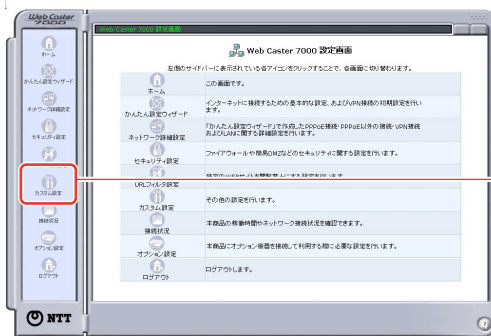 Web Caster
7000
Web Caster 7000 設定画面
Web Caster 7000 設定画面
左側のサイドバーに表示されている各アイコンをクリックすることで、各画面に切り替わります。
ホーム
かんたん設定ウィザード
ネットワーク詳細設定
セキュリティ設定
カスタム設定
接続状況
オプション設定
ログアウト
ホーム
この画面です。
かんたん設定ウィザード
インターネットに接続するための基本的な設定、およびVPN接続の初期設定を行い
ます。
ネットワーク詳細設定
「かんたん設定ウィザード」で作成したPPPoE接続・PPPoE以外の接続・VPN接続
およびLANに関する詳細設定を行います。
セキュリティ設定
ファイアウォールや簡易DMZなどのセキュリティに関する設定を行います。
URLフィルタ設定
カスタム設定
その他の設定を行います。
接続状況
本商品の稼働時間やネットワーク接続状況を確認できます。
オプション設定
本商品にオプション機器を接続して利用する際に必要な設定を行います。
ログアウト
ログアウトします。
NTT